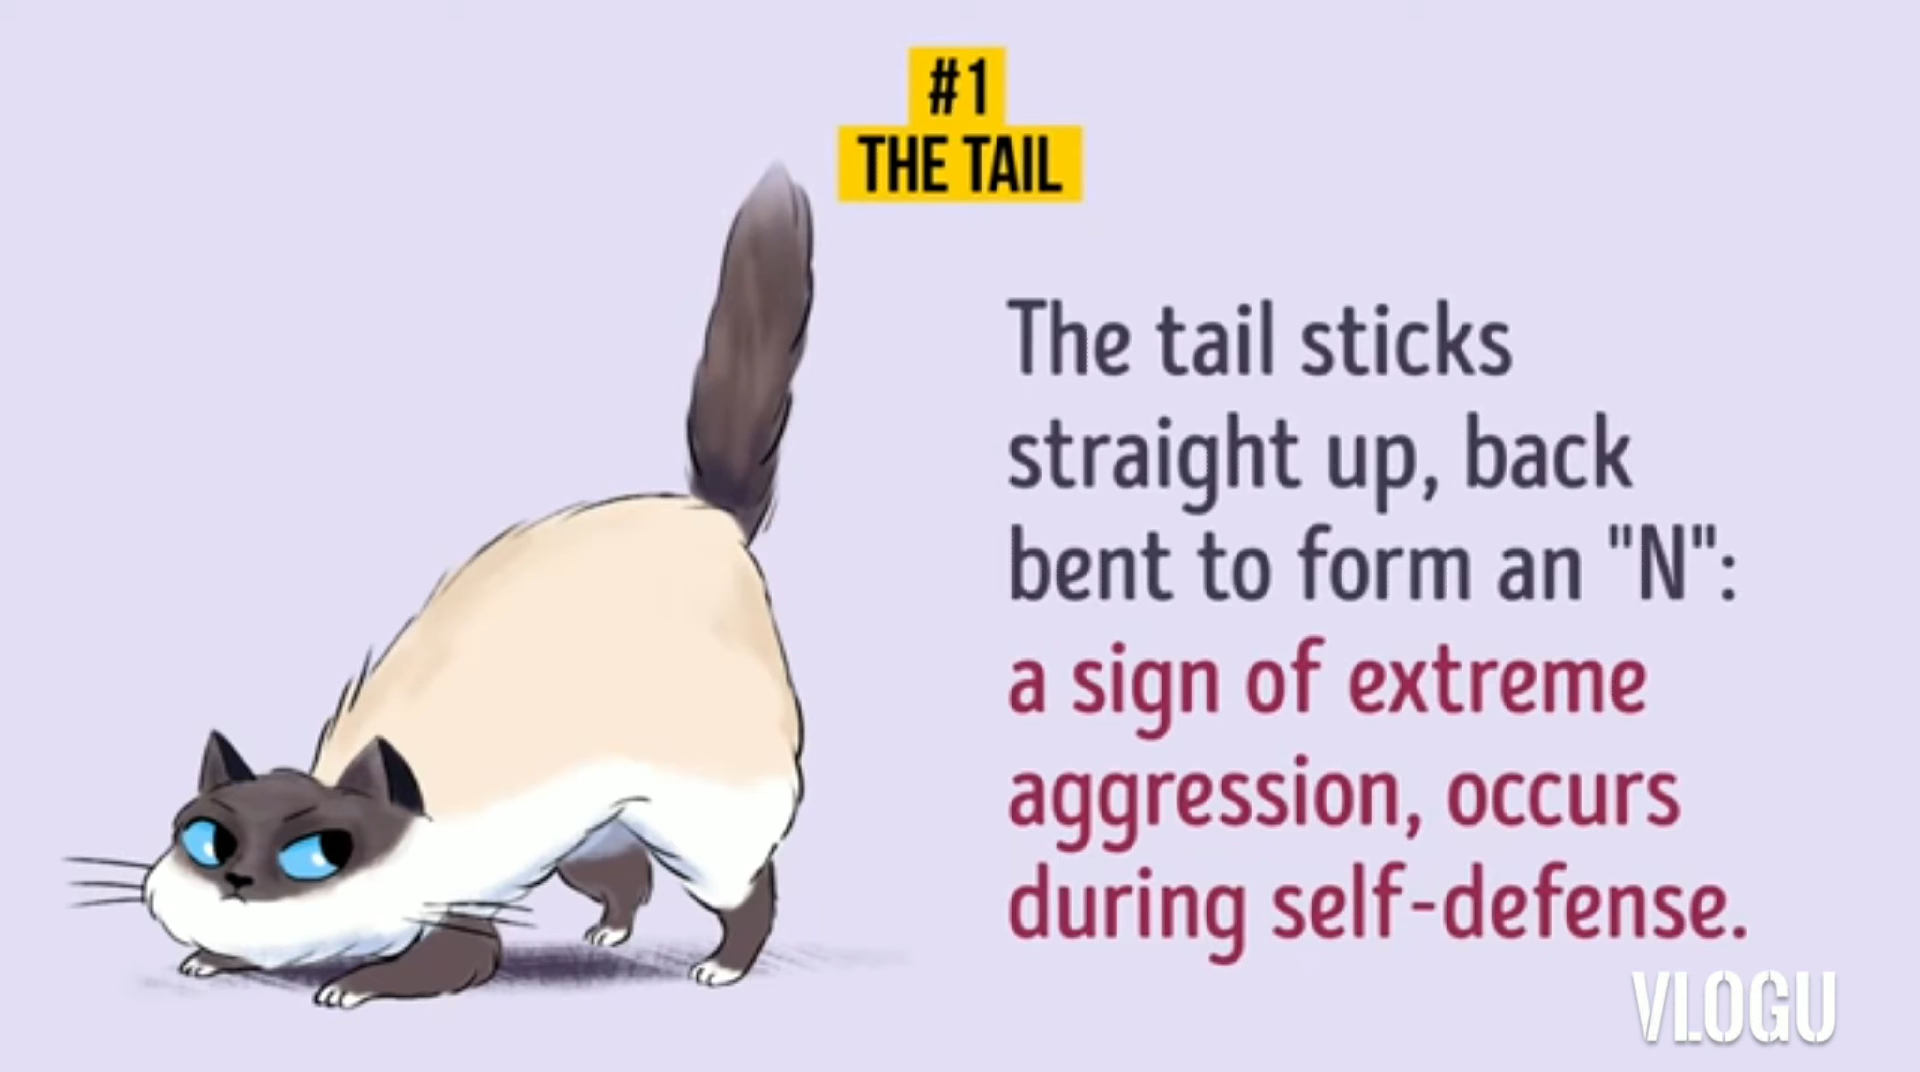 #1
THE TAIL
The tail sticks
straight up, back
bent to form an "N":
a sign of extreme
aggression, occurs
during self-defense.
VLOGU